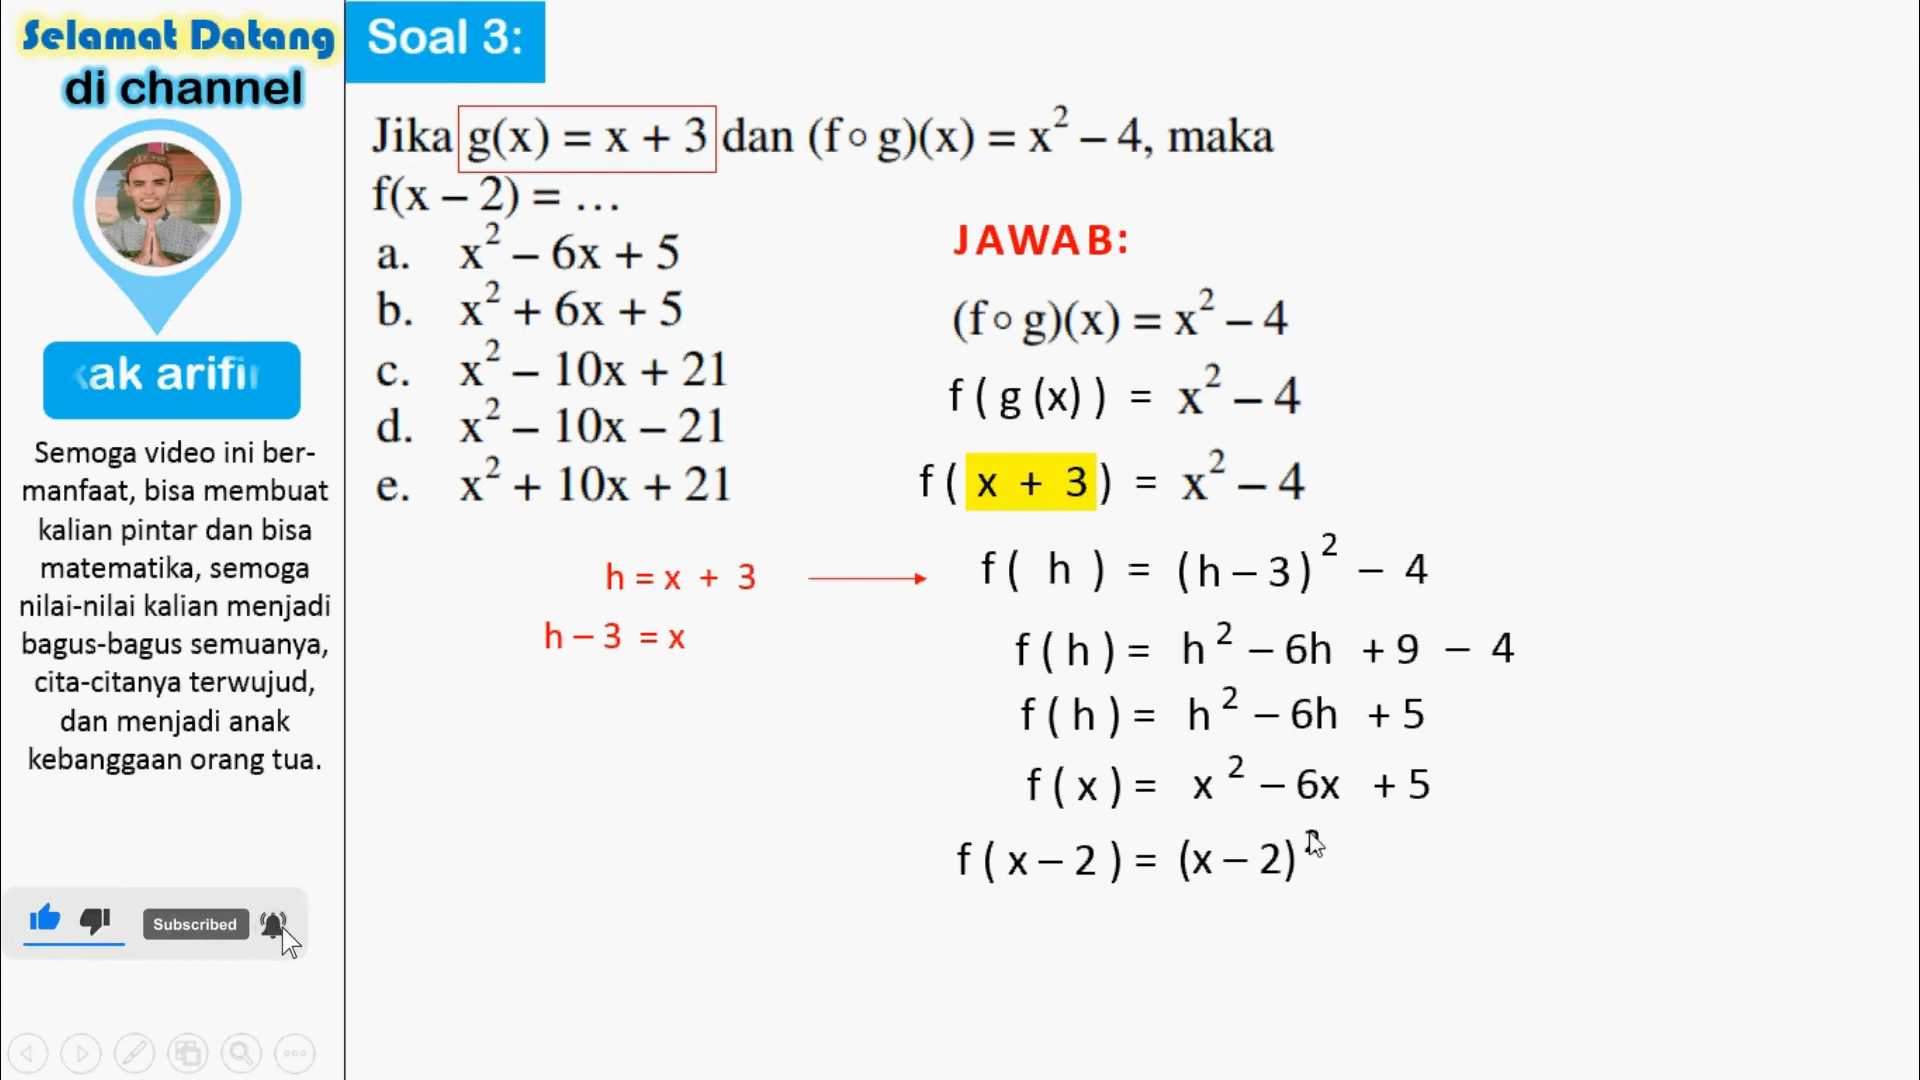 Selamat Datang
di channel
ak arifi
Semoga video ini ber-
manfaat, bisa membuat
kalian pintar dan bisa
matematika, semoga
nilai-nilai kalian menjadi
bagus-bagus semuanya,
cita-citanya terwujud,
dan menjadi anak
kebanggaan orang tua.
Subscribed
Soal 3:
Jika g(x) = x + 3 dan (f∘g)(x) = x² – 4, maka
f(x – 2) = …
a. x² – 6x + 5
b. x² + 6x + 5
c. x² – 10x + 21
d. x² – 10x – 21
e. x² + 10x + 21
JAWAB:
(f∘g)(x) = x² – 4
f ( g (x) ) = x² – 4
f ( x + 3 ) = x² – 4
h = x + 3
h – 3 = x
f ( h ) = (h – 3)² – 4
f ( h ) = h² – 6h + 9 – 4
f ( h ) = h² – 6h + 5
f ( x ) = x² – 6x + 5
f ( x – 2 ) = (x – 2)